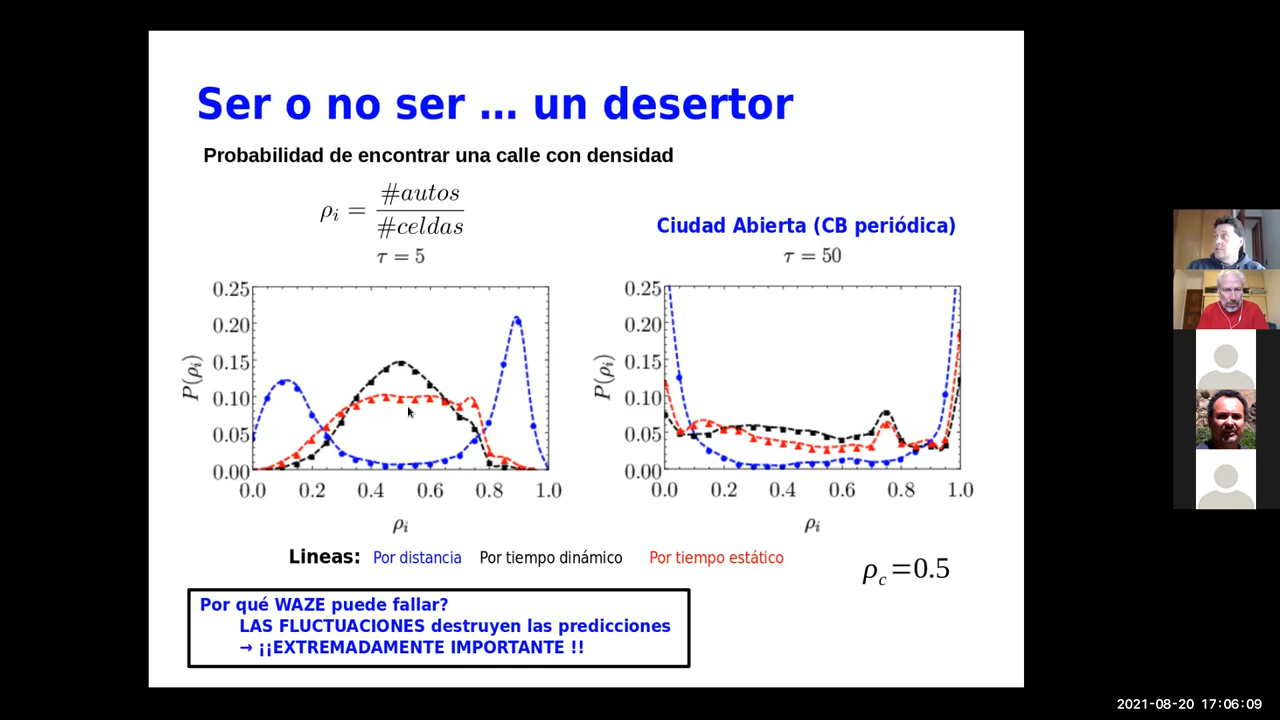 Ser o no ser ... un desertor
Probabilidad de encontrar una calle con densidad
ρi = #autos / #celdas
Ciudad Abierta (CB periódica)
τ = 5
τ = 50
0.25
0.20
0.15
0.10
0.05
0.00
P(ρi)
0.0 0.2 0.4 0.6 0.8 1.0
ρi
0.25
0.20
0.15
0.10
0.05
0.00
P(ρi)
0.0 0.2 0.4 0.6 0.8 1.0
ρi
Lineas: Por distancia Por tiempo dinámico Por tiempo estático
ρc=0.5
Por qué WAZE puede fallar?
LAS FLUCTUACIONES destruyen las predicciones
→ ¡¡EXTREMADAMENTE IMPORTANTE !!
2021-08-20 17:06:09